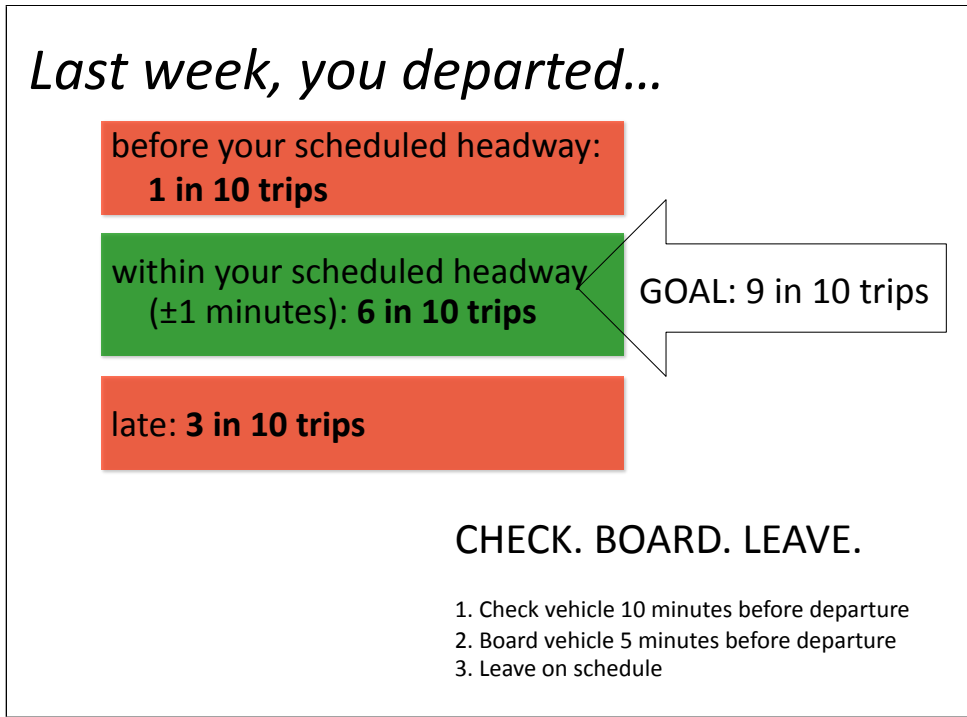 Last week, you departed…
before your scheduled headway:
1 in 10 trips
within your scheduled headway
(±1 minutes): 6 in 10 trips
GOAL: 9 in 10 trips
late: 3 in 10 trips
CHECK. BOARD. LEAVE.
1. Check vehicle 10 minutes before departure
2. Board vehicle 5 minutes before departure
3. Leave on schedule